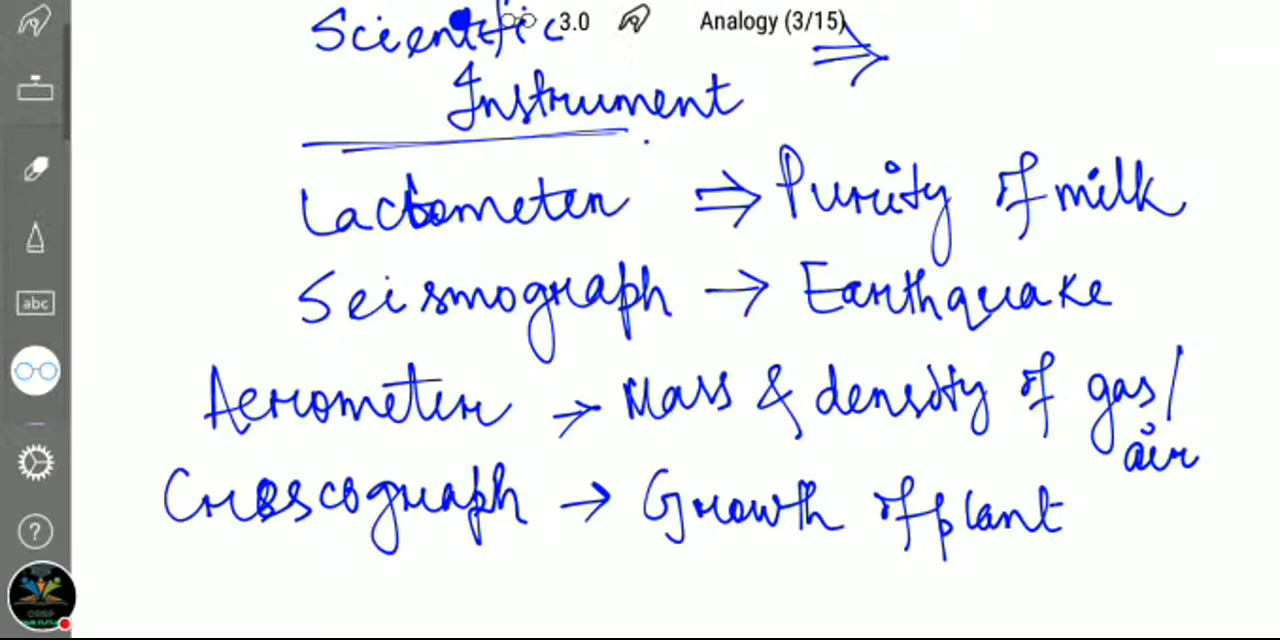 3.0 Analogy (3/15)
Scientific ⇒
Instrument
Lactometer ⇒ Purity of milk
Seismograph → Earthquake
Aerometer → Mass & density of gas/
air
Crescograph → Growth of plant
abc
?